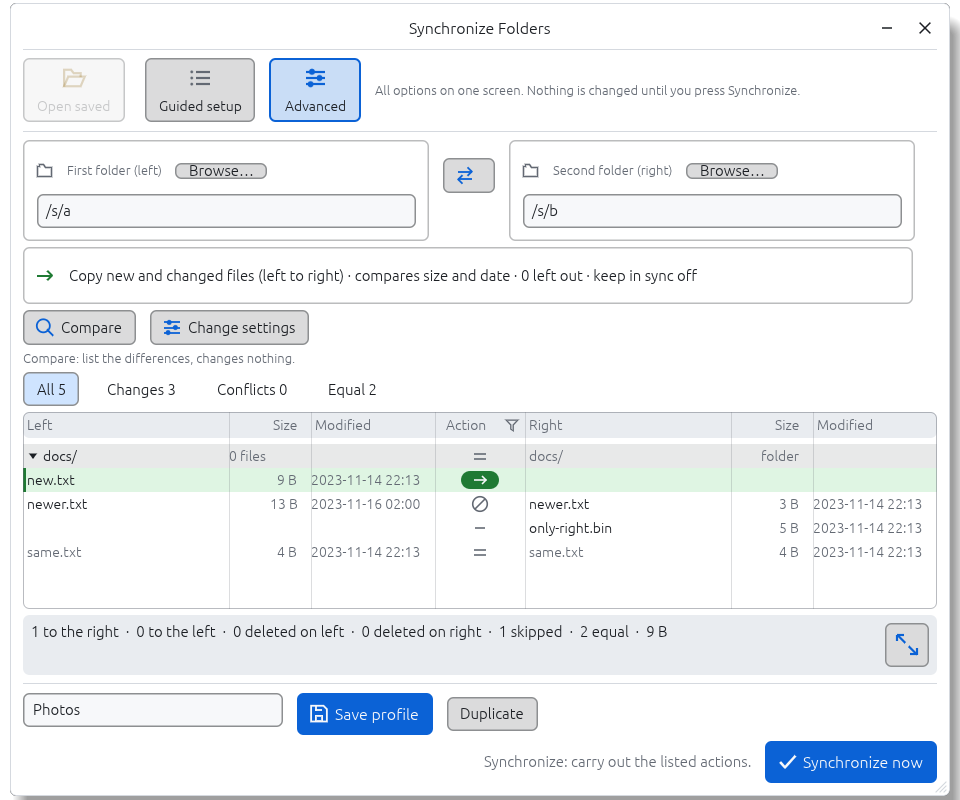 Synchronize Folders
Open saved
Guided setup
Advanced
All options on one screen. Nothing is changed until you press Synchronize.
First folder (left) Browse...
Second folder (right) Browse...
/s/a
/s/b
Copy new and changed files (left to right) · compares size and date · 0 left out · keep in sync off
Compare
Change settings
Compare: list the differences, changes nothing.
All 5 Changes 3 Conflicts 0 Equal 2
Left Size Modified Action Right Size Modified
docs/ 0 files = docs/ folder
new.txt 9 B 2023-11-14 22:13 →
newer.txt 13 B 2023-11-16 02:00 newer.txt 3 B 2023-11-14 22:13
– only-right.bin 5 B 2023-11-14 22:13
same.txt 4 B 2023-11-14 22:13 = same.txt 4 B 2023-11-14 22:13
1 to the right · 0 to the left · 0 deleted on left · 0 deleted on right · 1 skipped · 2 equal · 9 B
Photos
Save profile
Duplicate
Synchronize: carry out the listed actions.
Synchronize now